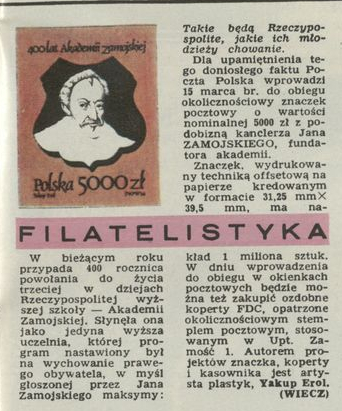 400 lat Akademii Zamojskiej
Polska 5000 zł
FILATELISTYKA
W bieżącym roku
przypada 400 rocznica
powołania do życia
trzeciej w dziejach
Rzeczypospolitej wyż-
szej szkoły — Akademii
Zamojskiej. Słynęła ona
jako jedyna wyższa
uczelnia, której pro-
gram nastawiony był
na wychowanie prawe-
go obywatela, w myśl
głoszonej przez Jana
Zamojskiego maksymy:
Takie będą Rzeczypo-
spolite, jakie ich mło-
dzieży chowanie.
Dla upamiętnienia te-
go doniosłego faktu Po-
czta Polska wprowadzi
15 marca br. do obiegu
okolicznościowy znaczek
pocztowy o wartości
nominalnej 5000 zł z po-
dobizną kanclerza Jana
ZAMOJSKIEGO, funda-
tora akademii.
Znaczek, wydrukowa-
ny techniką offsetową na
papierze kredowanym
w formacie 31,25 mm×
39,5 mm, ma na-
kład 1 miliona sztuk.
W dniu wprowadzenia
do obiegu w okienkach
pocztowych będzie moż-
na też zakupić ozdobne
koperty FDC, opatrzone
okolicznościowym stem-
plem pocztowym, stoso-
wanym w Upt. Za-
mość 1. Autorem pro-
jektów znaczka, koperty
i kasownika jest arty-
sta plastyk, Yakup Erol.
(WIECZ)